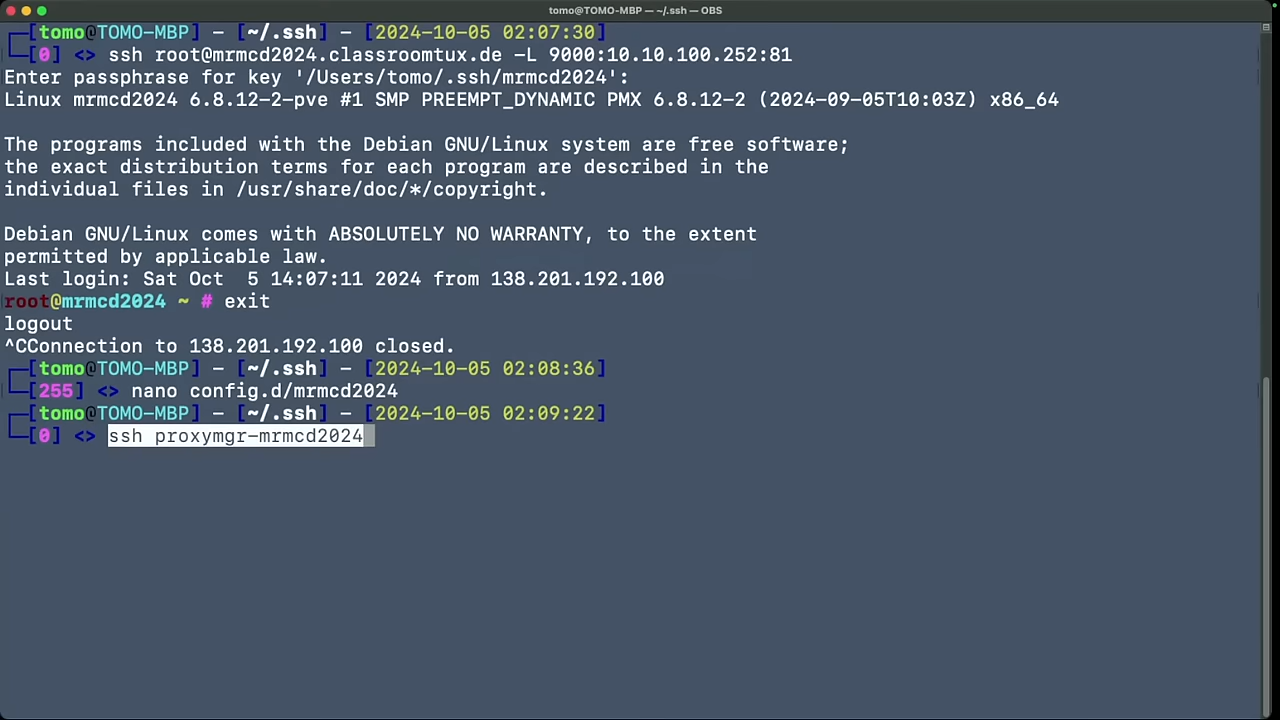 tomo@TOMO-MBP — ~/.ssh — OBS
[tomo@TOMO-MBP] – [~/.ssh] – [2024-10-05 02:07:30]
[0] <> ssh root@mrmcd2024.classroomtux.de -L 9000:10.10.100.252:81
Enter passphrase for key '/Users/tomo/.ssh/mrmcd2024':
Linux mrmcd2024 6.8.12-2-pve #1 SMP PREEMPT_DYNAMIC PMX 6.8.12-2 (2024-09-05T10:03Z) x86_64
The programs included with the Debian GNU/Linux system are free software;
the exact distribution terms for each program are described in the
individual files in /usr/share/doc/*/copyright.
Debian GNU/Linux comes with ABSOLUTELY NO WARRANTY, to the extent
permitted by applicable law.
Last login: Sat Oct  5 14:07:11 2024 from 138.201.192.100
root@mrmcd2024 ~ # exit
logout
^CConnection to 138.201.192.100 closed.
[tomo@TOMO-MBP] – [~/.ssh] – [2024-10-05 02:08:36]
[255] <> nano config.d/mrmcd2024
[tomo@TOMO-MBP] – [~/.ssh] – [2024-10-05 02:09:22]
[0] <> ssh proxymgr-mrmcd2024